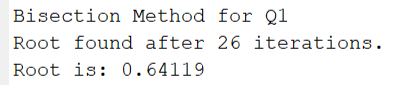 Bisection Method for Q1
Root found after 26 iterations.
Root is: 0.64119